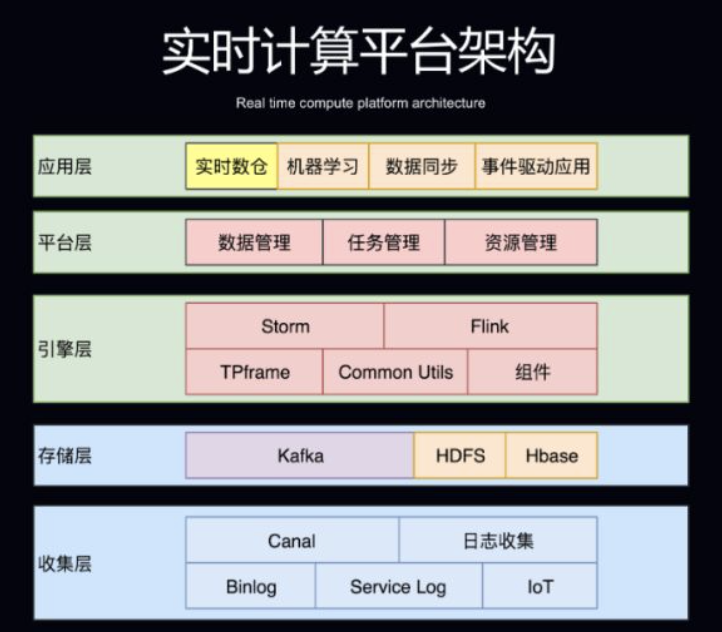 实时计算平台架构
Real time compute platform architecture
应用层
实时数仓 机器学习 数据同步 事件驱动应用
平台层
数据管理 任务管理 资源管理
引擎层
Storm Flink
TPframe Common Utils 组件
存储层
Kafka HDFS Hbase
收集层
Canal 日志收集
Binlog Service Log IoT